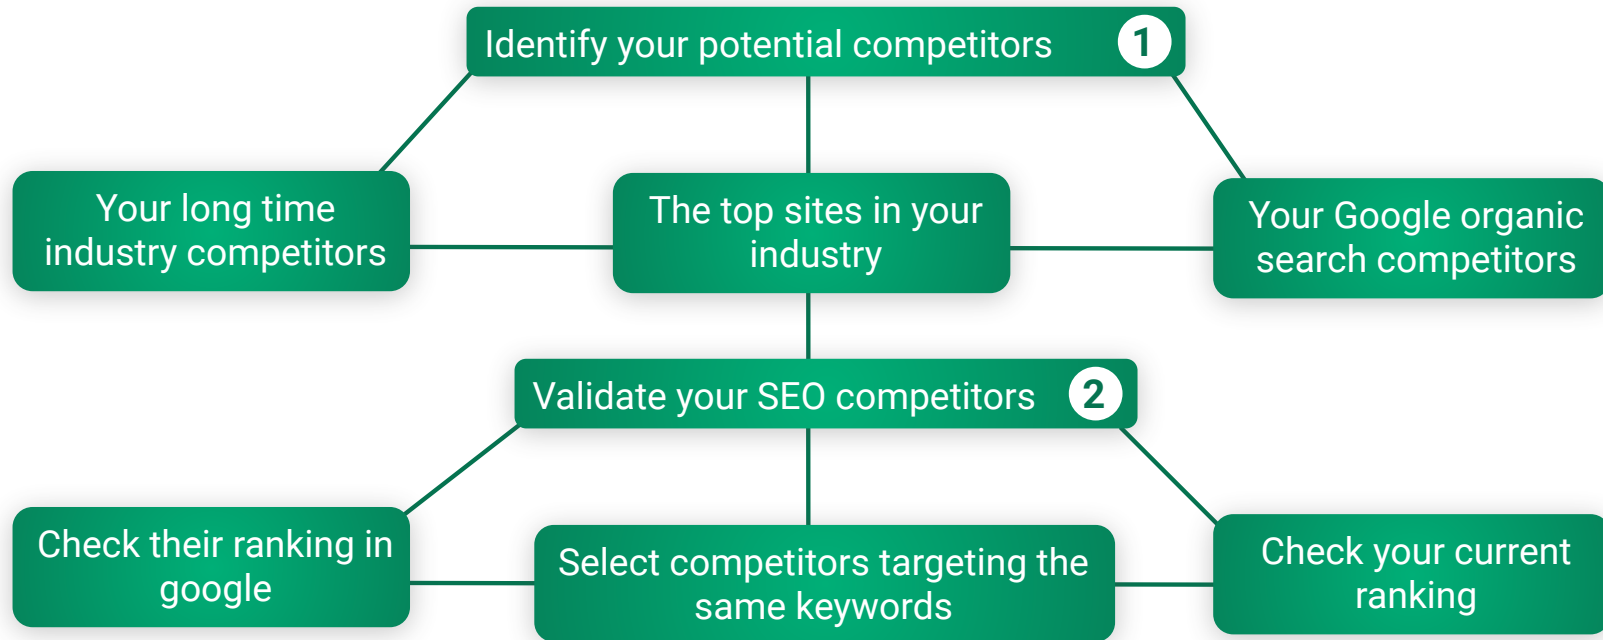 Identify your potential competitors 1
Your long time
industry competitors
The top sites in your
industry
Your Google organic
search competitors
Validate your SEO competitors 2
Check their ranking in
google
Select competitors targeting the
same keywords
Check your current
ranking